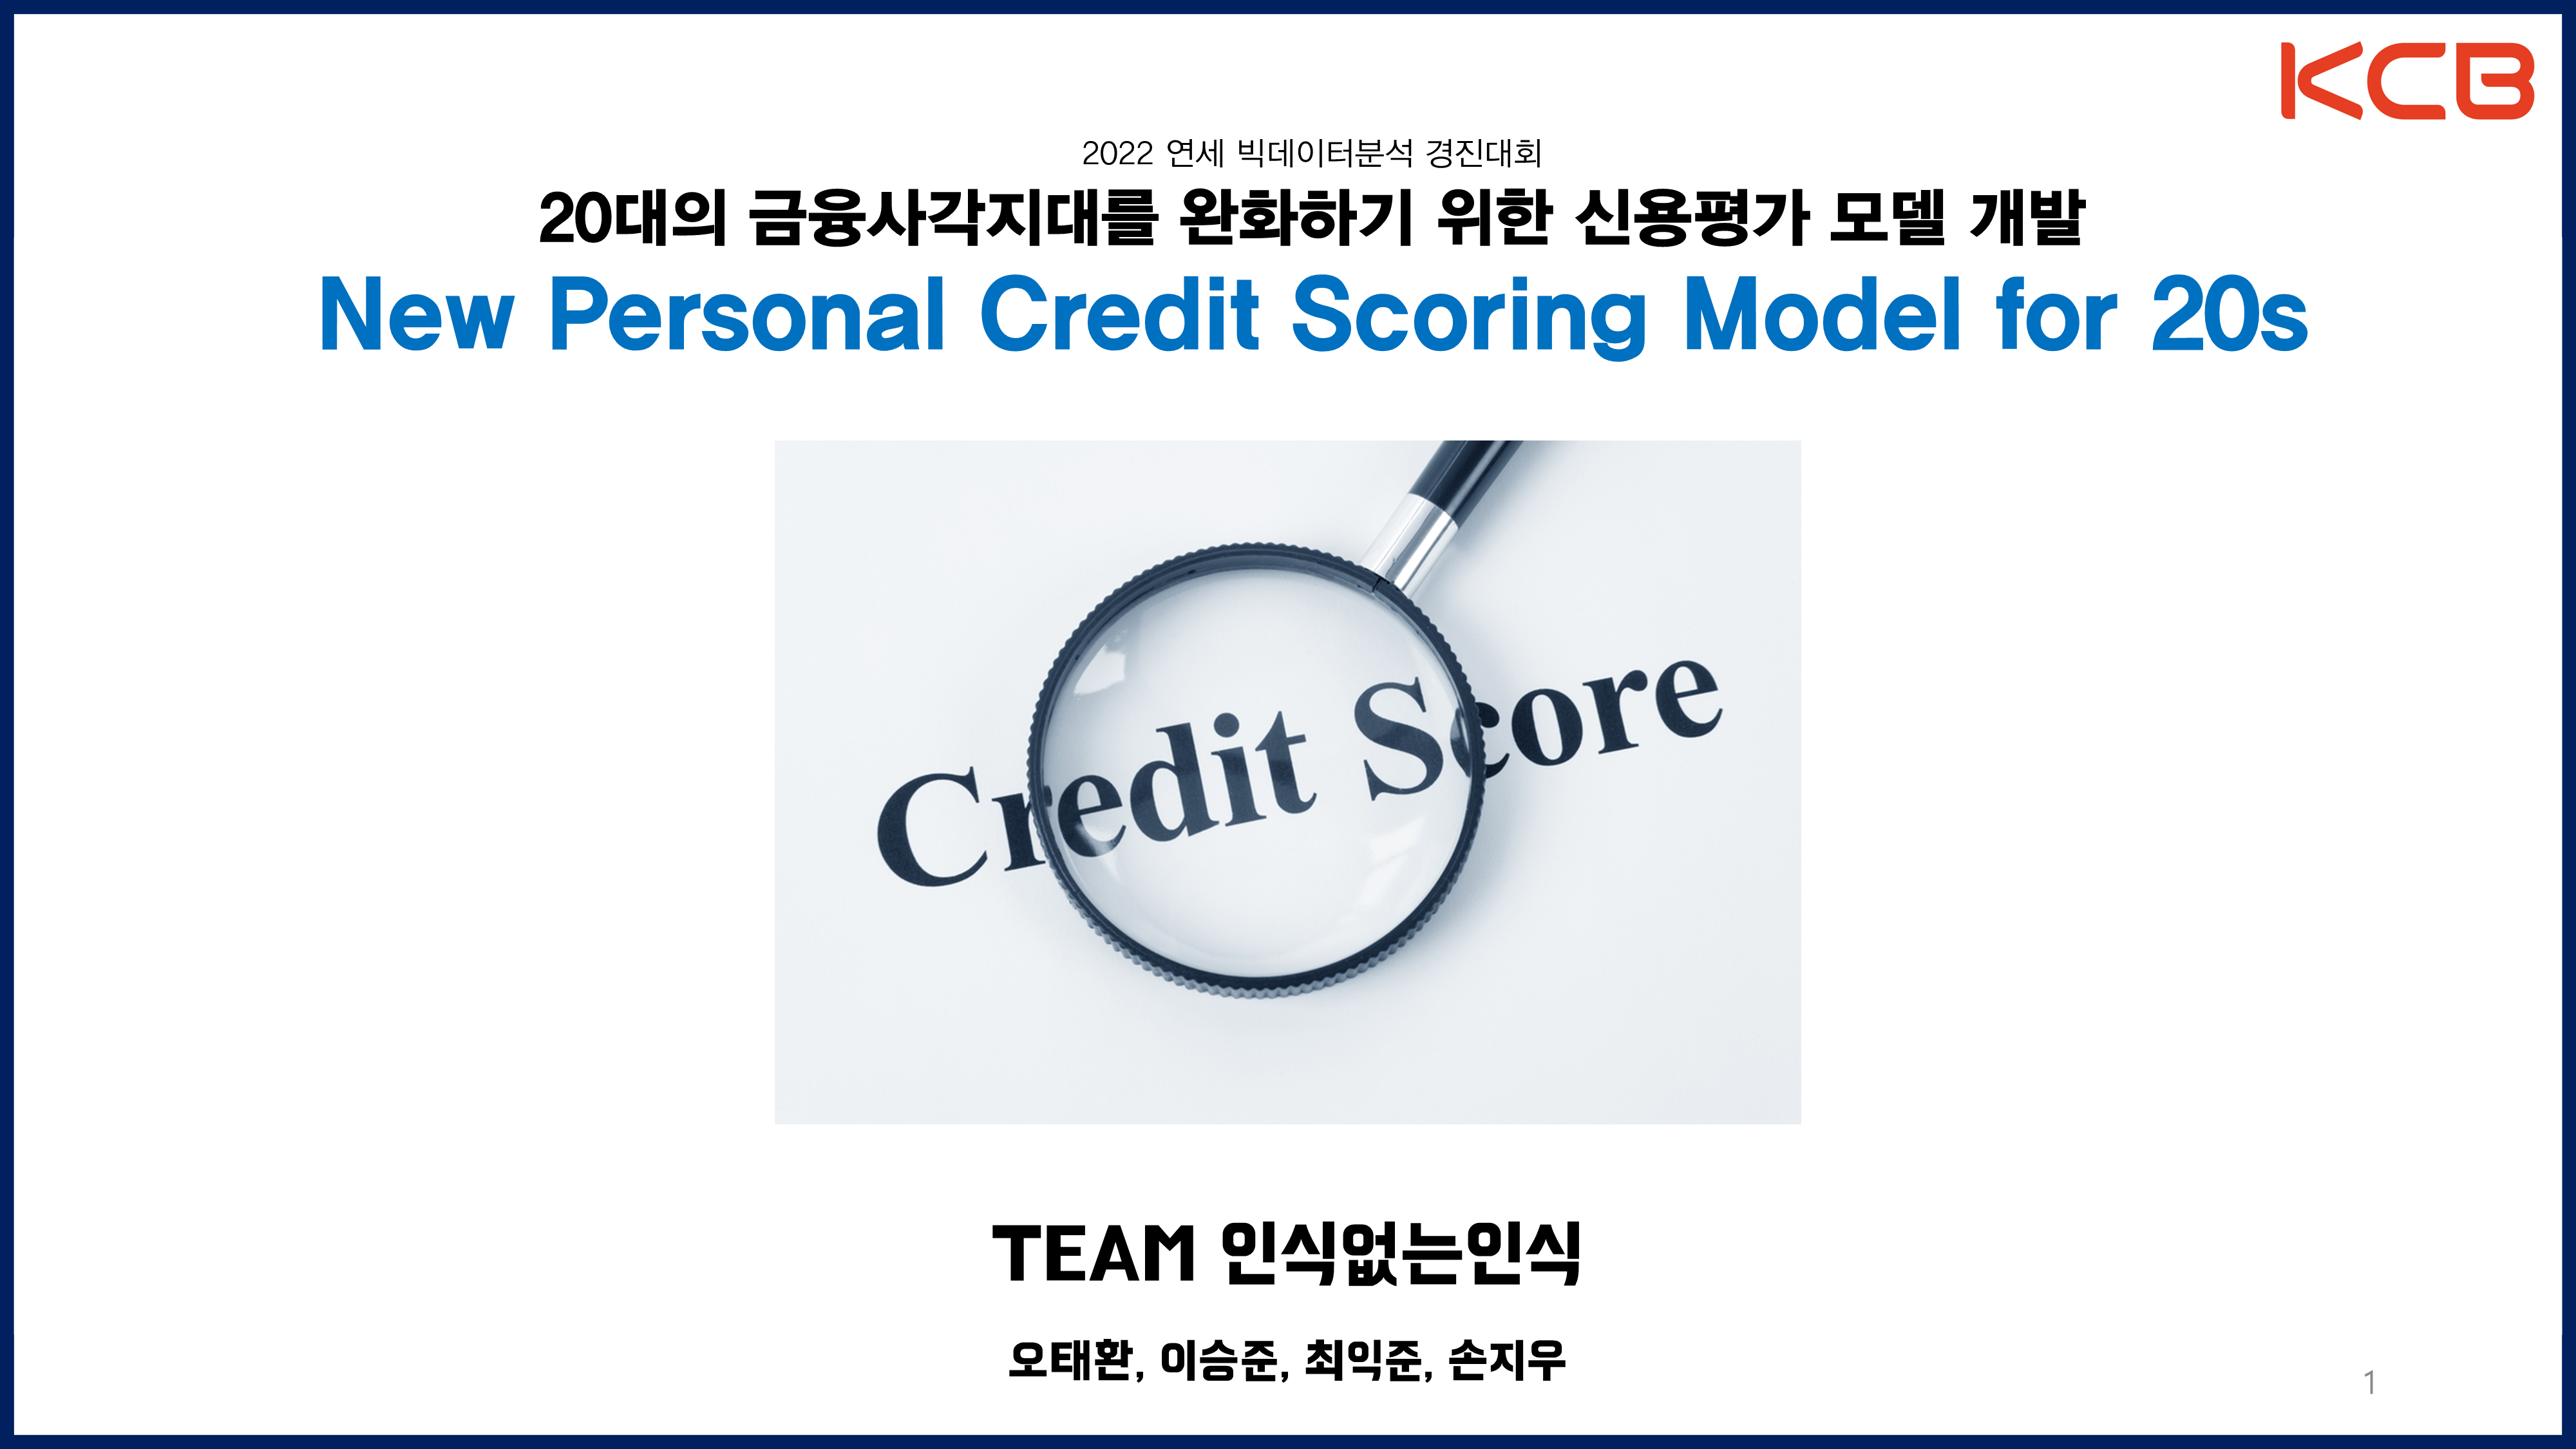 KCB
2022 연세 빅데이터분석 경진대회
20대의 금융사각지대를 완화하기 위한 신용평가 모델 개발
New Personal Credit Scoring Model for 20s
Credit Score
TEAM 인식없는인식
오태환, 이승준, 최익준, 손지우
1